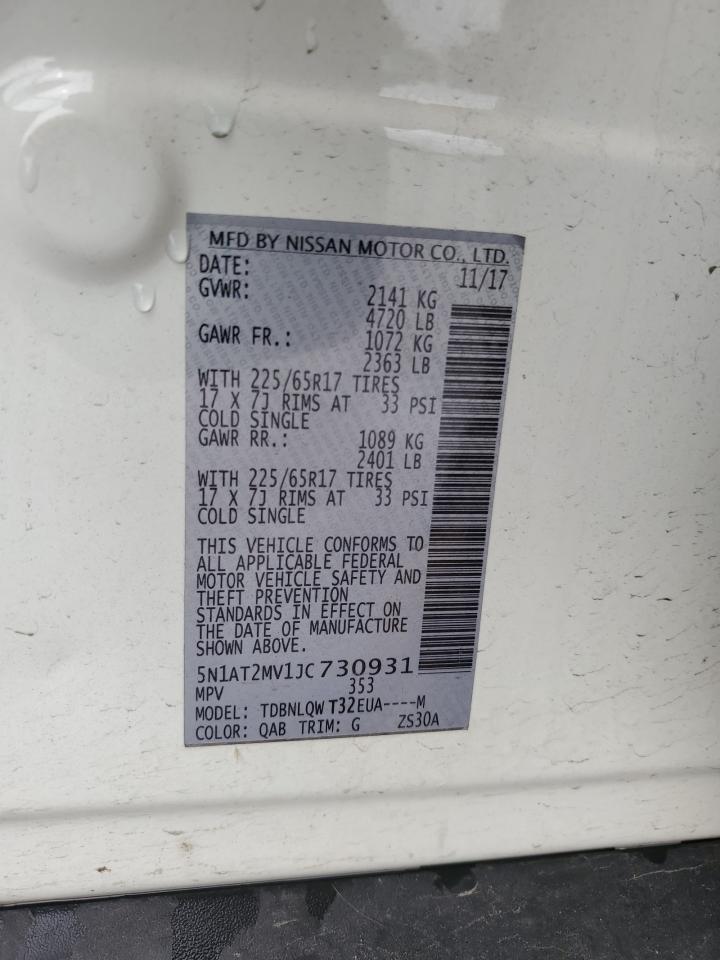 MFD BY NISSAN MOTOR CO., LTD.
DATE: 11/17
GVWR: 2141 KG
4720 LB
GAWR FR.: 1072 KG
2363 LB
WITH 225/65R17 TIRES
17 X 7J RIMS AT 33 PSI
COLD SINGLE
GAWR RR.: 1089 KG
2401 LB
WITH 225/65R17 TIRES
17 X 7J RIMS AT 33 PSI
COLD SINGLE
THIS VEHICLE CONFORMS TO
ALL APPLICABLE FEDERAL
MOTOR VEHICLE SAFETY AND
THEFT PREVENTION
STANDARDS IN EFFECT ON
THE DATE OF MANUFACTURE
SHOWN ABOVE.
5N1AT2MV1JC730931
MPV 353
MODEL: TDBNLQWT32EUA----M
COLOR: QAB TRIM: G ZS30A